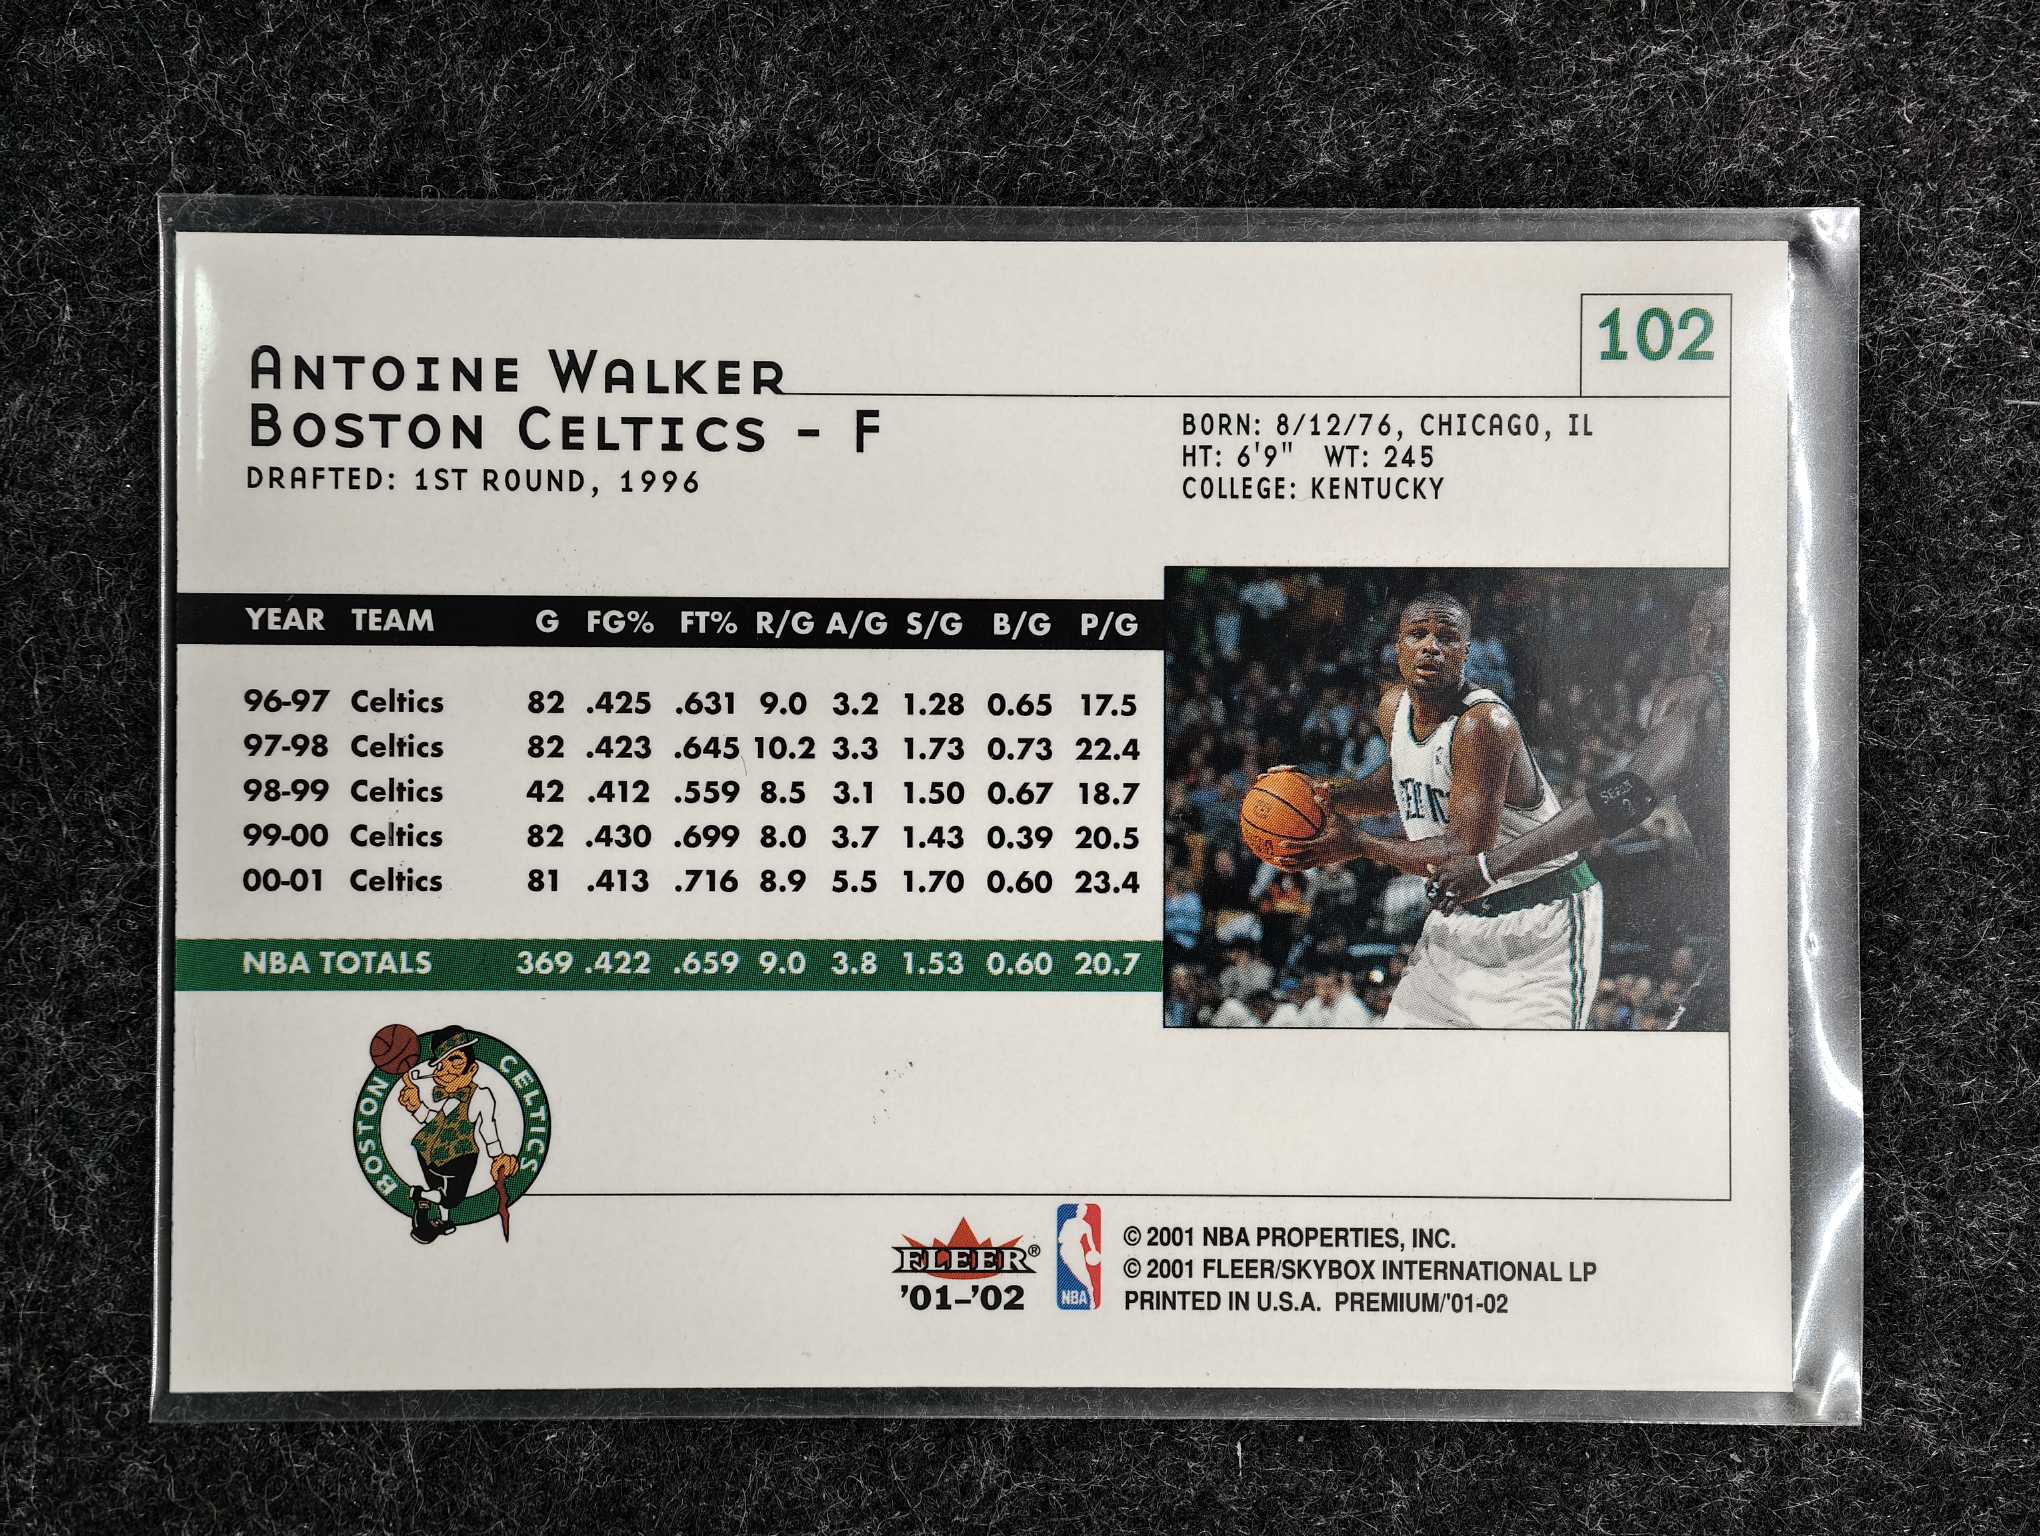 102
ANTOINE WALKER
BOSTON CELTICS - F
DRAFTED: 1ST ROUND, 1996
BORN: 8/12/76, CHICAGO, IL
HT: 6'9" WT: 245
COLLEGE: KENTUCKY
YEAR TEAM G FG% FT% R/G A/G S/G B/G P/G
96-97 Celtics 82 .425 .631 9.0 3.2 1.28 0.65 17.5
97-98 Celtics 82 .423 .645 10.2 3.3 1.73 0.73 22.4
98-99 Celtics 42 .412 .559 8.5 3.1 1.50 0.67 18.7
99-00 Celtics 82 .430 .699 8.0 3.7 1.43 0.39 20.5
00-01 Celtics 81 .413 .716 8.9 5.5 1.70 0.60 23.4
NBA TOTALS 369 .422 .659 9.0 3.8 1.53 0.60 20.7
BOSTON CELTICS
FLEER®
'01–'02
NBA
© 2001 NBA PROPERTIES, INC.
© 2001 FLEER/SKYBOX INTERNATIONAL LP
PRINTED IN U.S.A. PREMIUM/'01-02